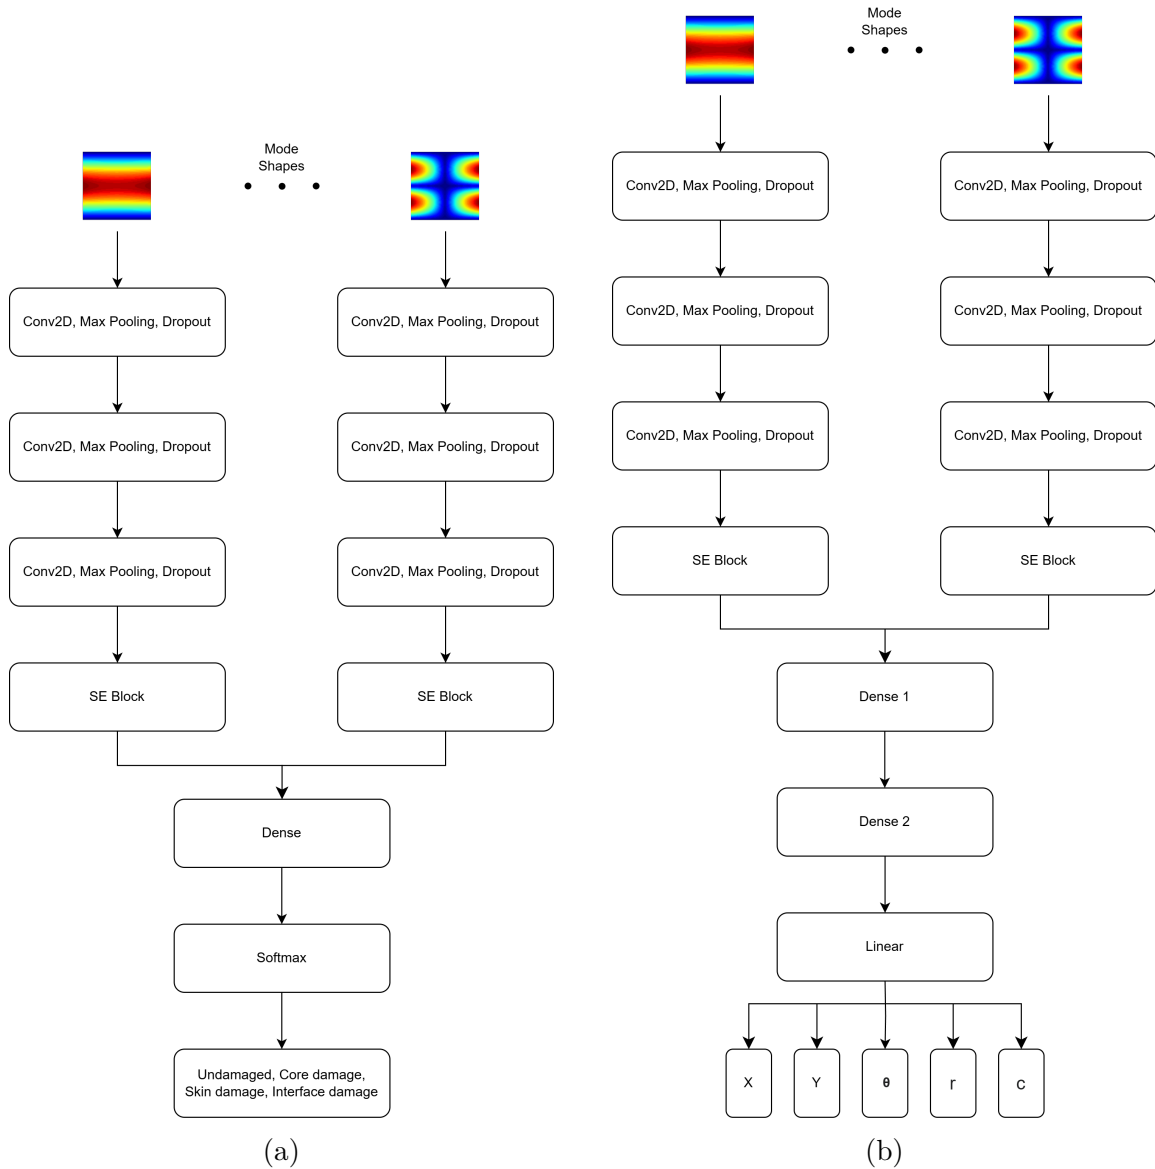 Mode
Shapes
Conv2D, Max Pooling, Dropout
Conv2D, Max Pooling, Dropout
Conv2D, Max Pooling, Dropout
Conv2D, Max Pooling, Dropout
Conv2D, Max Pooling, Dropout
Conv2D, Max Pooling, Dropout
SE Block
SE Block
Dense
Softmax
Undamaged, Core damage,
Skin damage, Interface damage
(a)
Mode
Shapes
Conv2D, Max Pooling, Dropout
Conv2D, Max Pooling, Dropout
Conv2D, Max Pooling, Dropout
Conv2D, Max Pooling, Dropout
Conv2D, Max Pooling, Dropout
Conv2D, Max Pooling, Dropout
SE Block
SE Block
Dense 1
Dense 2
Linear
X
Y
θ
r
c
(b)